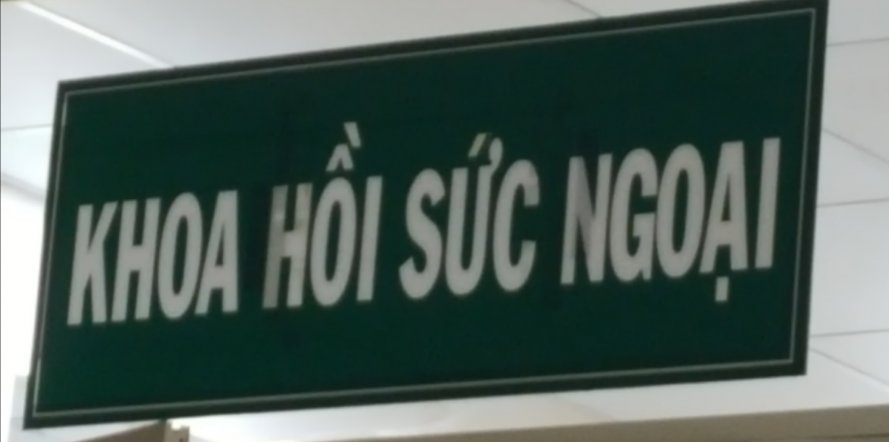 KHOA HỒI SỨC NGOẠI